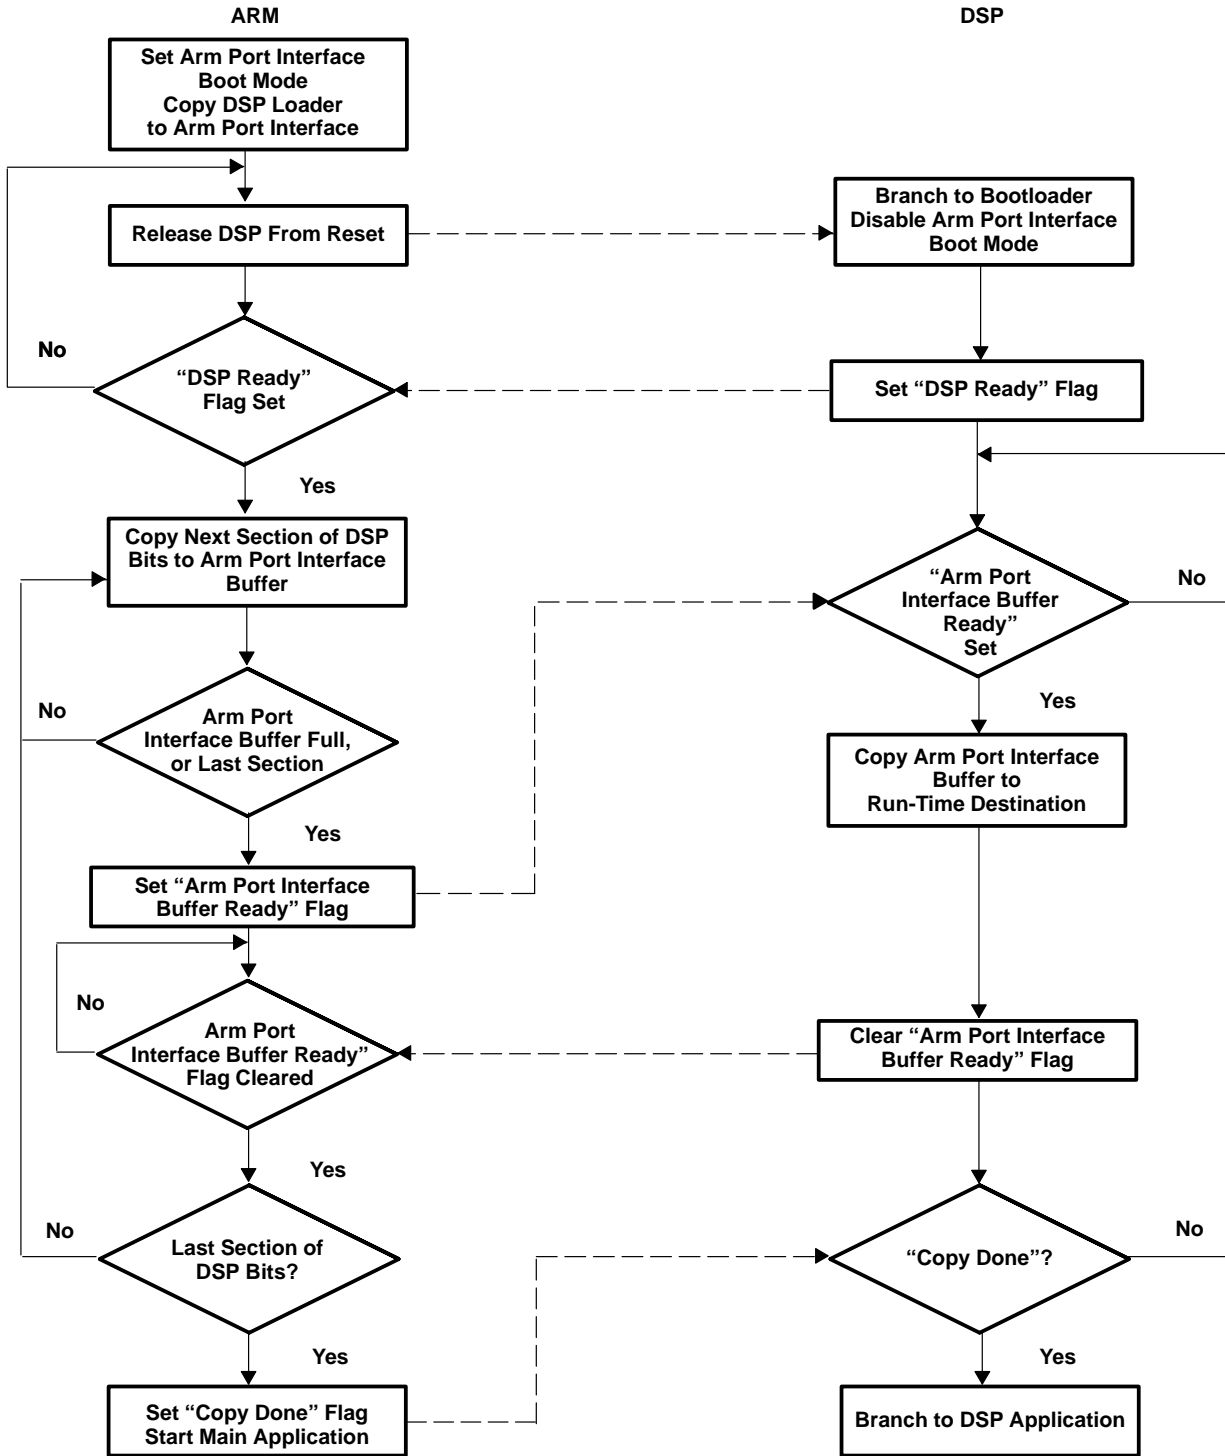 ARM
DSP
Set Arm Port Interface
Boot Mode
Copy DSP Loader
to Arm Port Interface
Branch to Bootloader
Disable Arm Port Interface
Boot Mode
Release DSP From Reset
No
“DSP Ready”
Flag Set
Set “DSP Ready” Flag
Yes
Copy Next Section of DSP
Bits to Arm Port Interface
Buffer
“Arm Port
Interface Buffer
Ready”
Set
No
Yes
No
Arm Port
Interface Buffer Full,
or Last Section
Copy Arm Port Interface
Buffer to
Run-Time Destination
Yes
Set “Arm Port Interface
Buffer Ready” Flag
No
Arm Port
Interface Buffer Ready”
Flag Cleared
Clear “Arm Port Interface
Buffer Ready” Flag
Yes
No
Last Section of
DSP Bits?
“Copy Done”?
No
Yes
Yes
Set “Copy Done” Flag
Start Main Application
Branch to DSP Application